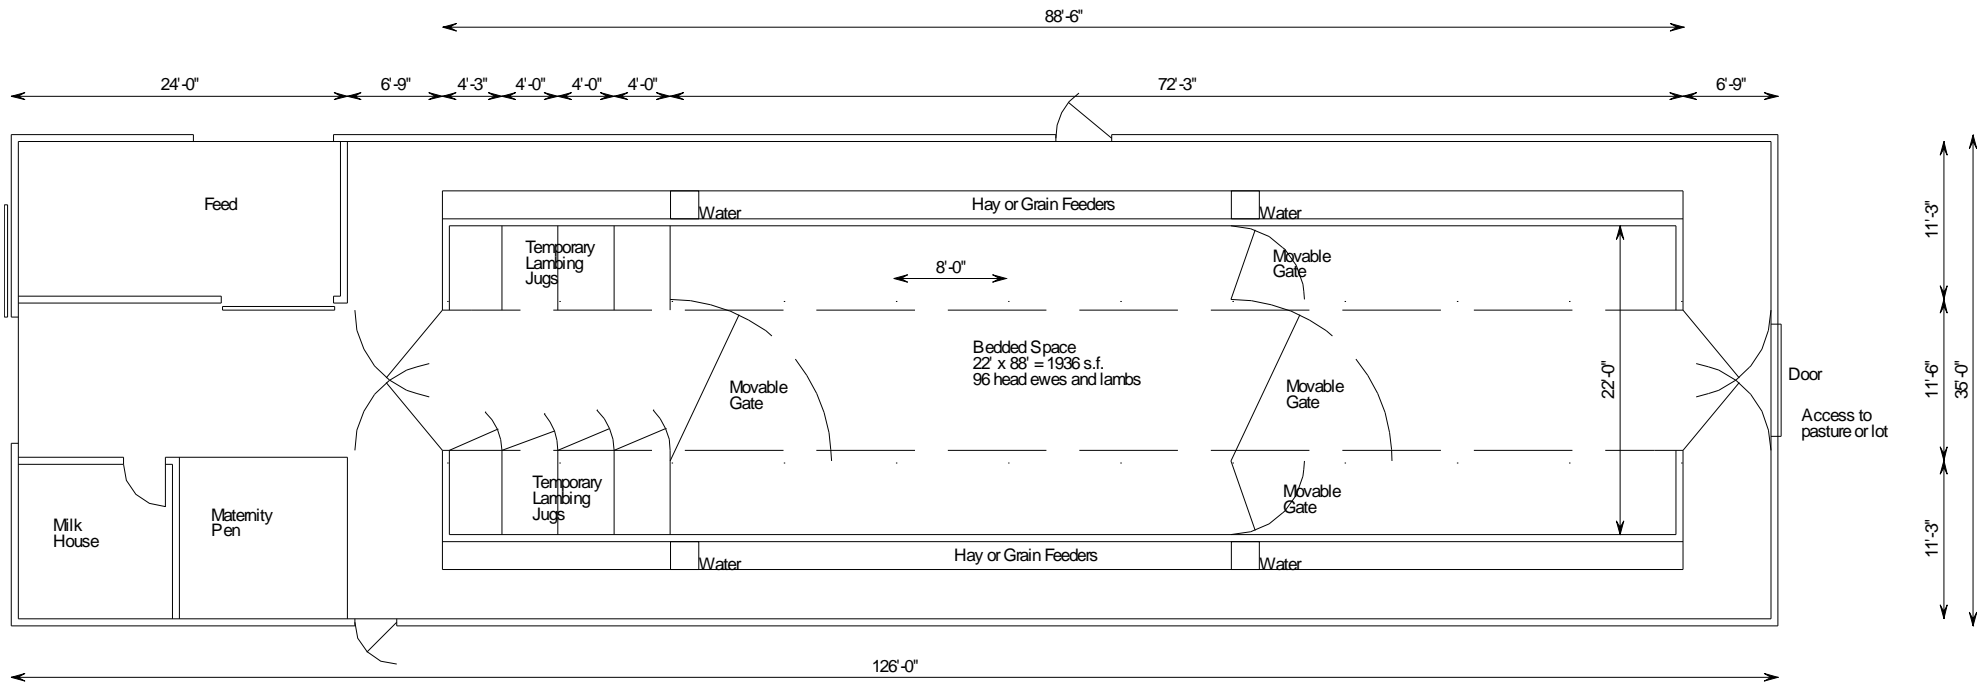 88'-6"
24'-0"
6'-9"
4'-3"
4'-0"
4'-0"
4'-0"
72'-3"
6'-9"
Feed
Water
Hay or Grain Feeders
Water
Temporary
Lambing
Jugs
8'-0"
Movable
Gate
11'-3"
Bedded Space
22' x 88' = 1936 s.f.
96 head ewes and lambs
Movable
Gate
Movable
Gate
22'-0"
Door
Access to
pasture or lot
11'-6"
35'-0"
Milk
House
Maternity
Pen
Temporary
Lambing
Jugs
Movable
Gate
11'-3"
Water
Hay or Grain Feeders
Water
126'-0"